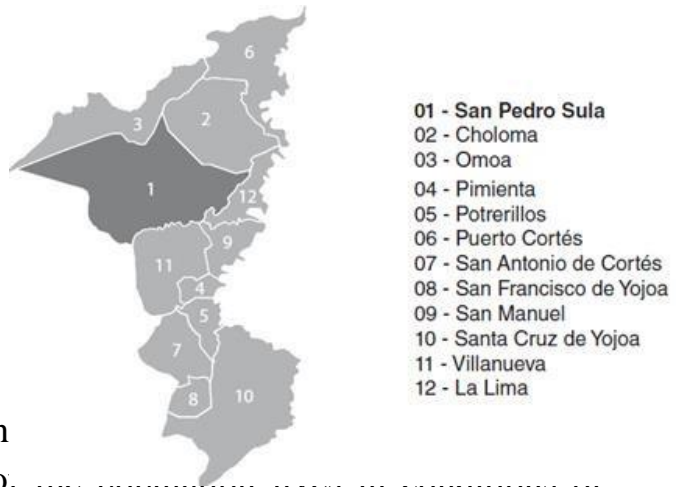 6
2
3
1
12
9
11
4
5
7
8
10
01 - San Pedro Sula
02 - Choloma
03 - Omoa
04 - Pimienta
05 - Potrerillos
06 - Puerto Cortés
07 - San Antonio de Cortés
08 - San Francisco de Yojoa
09 - San Manuel
10 - Santa Cruz de Yojoa
11 - Villanueva
12 - La Lima